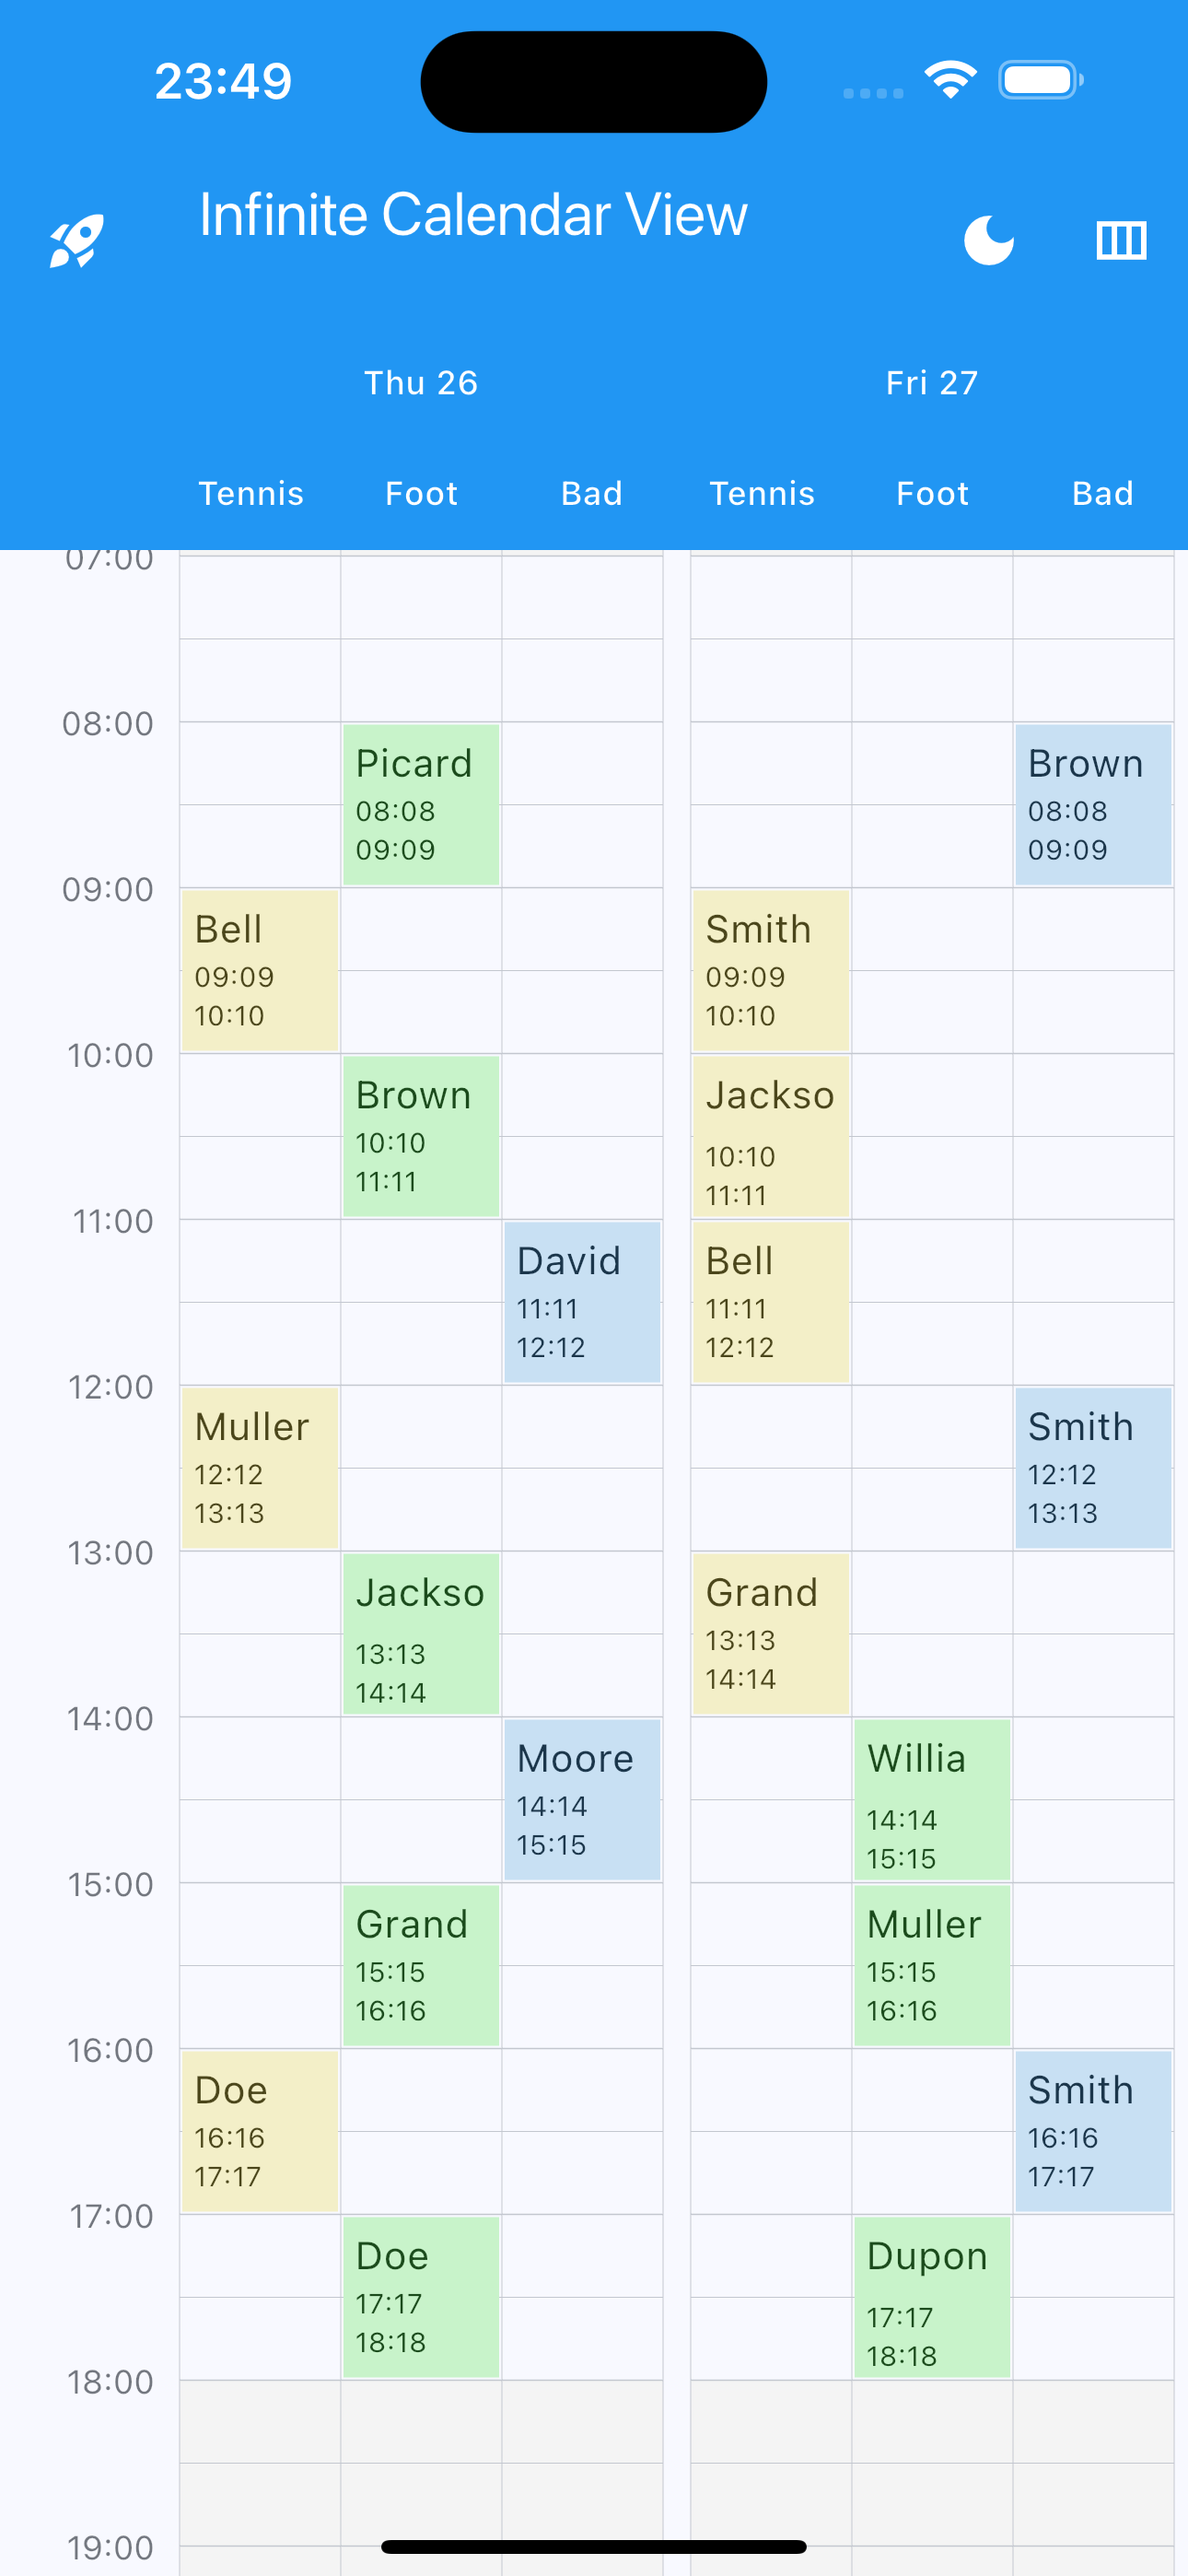 23:49
Infinite Calendar View
Thu 26
Fri 27
Tennis Foot Bad Tennis Foot Bad
07:00
08:00
Picard
08:08
09:09
Brown
08:08
09:09
09:00
Bell
09:09
10:10
Smith
09:09
10:10
10:00
Brown
10:10
11:11
Jackso
10:10
11:11
11:00
David
11:11
12:12
Bell
11:11
12:12
12:00
Muller
12:12
13:13
Smith
12:12
13:13
13:00
Jackso
13:13
14:14
Grand
13:13
14:14
14:00
Moore
14:14
15:15
Willia
14:14
15:15
15:00
Grand
15:15
16:16
Muller
15:15
16:16
16:00
Doe
16:16
17:17
Smith
16:16
17:17
17:00
Doe
17:17
18:18
Dupon
17:17
18:18
18:00
19:00